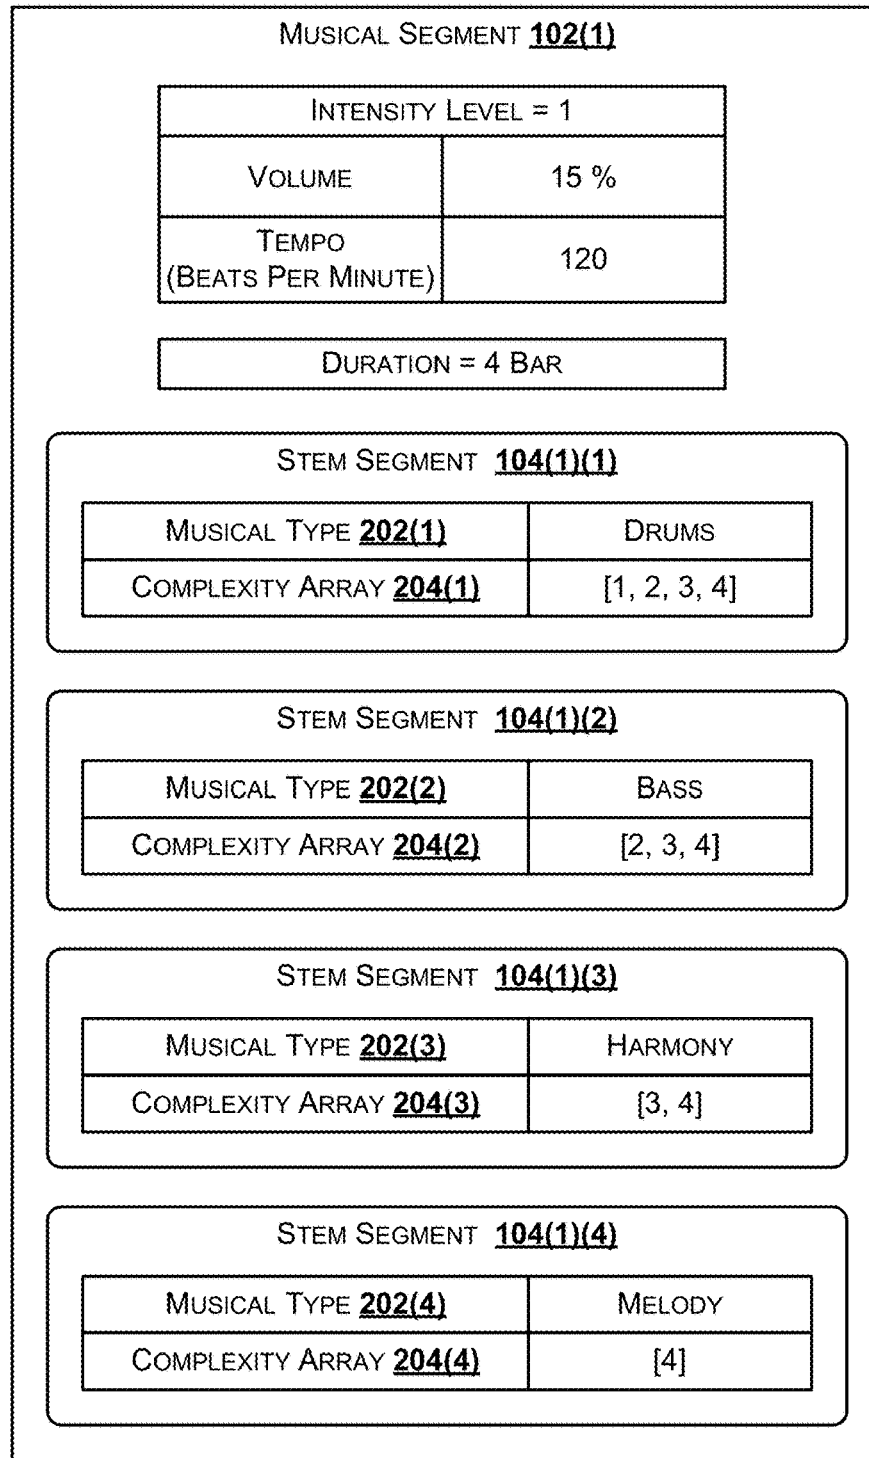 MUSICAL SEGMENT 102(1)
INTENSITY LEVEL = 1
VOLUME 15 %
TEMPO
(BEATS PER MINUTE) 120
DURATION = 4 BAR
STEM SEGMENT 104(1)(1)
MUSICAL TYPE 202(1) DRUMS
COMPLEXITY ARRAY 204(1) [1, 2, 3, 4]
STEM SEGMENT 104(1)(2)
MUSICAL TYPE 202(2) BASS
COMPLEXITY ARRAY 204(2) [2, 3, 4]
STEM SEGMENT 104(1)(3)
MUSICAL TYPE 202(3) HARMONY
COMPLEXITY ARRAY 204(3) [3, 4]
STEM SEGMENT 104(1)(4)
MUSICAL TYPE 202(4) MELODY
COMPLEXITY ARRAY 204(4) [4]